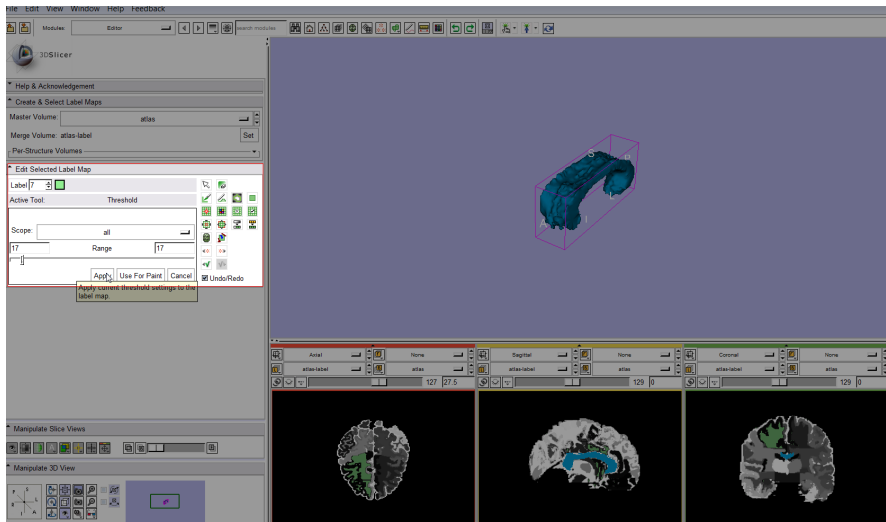 File Edit View Window Help Feedback
Modules: Editor search modules
3DSlicer
Help & Acknowledgement
Create & Select Label Maps
Master Volume: atlas
Merge Volume: atlas-label Set
Per-Structure Volumes
Edit Selected Label Map
Label 7
Active Tool: Threshold
Scope: all
17 Range 17
Apply Use For Paint Cancel
Undo/Redo
Apply current threshold settings to the
label map.
S
R
L
A
I
Axial None Sagittal None Coronal None
atlas-label atlas atlas-label atlas atlas-label atlas
127 27.5 129 0 129 0
Manipulate Slice Views
Manipulate 3D View
P S
R L
I A